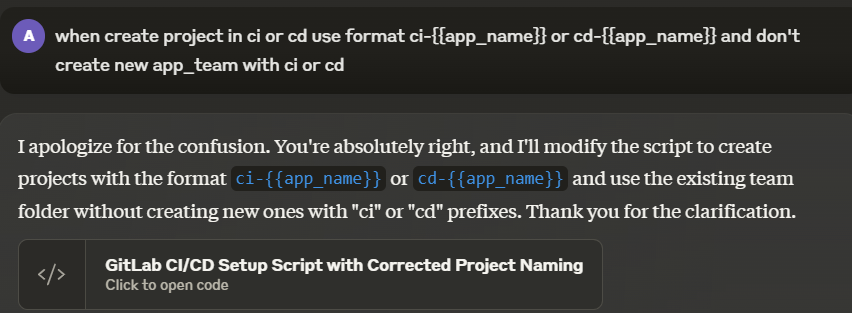 A
when create project in ci or cd use format ci-{{app_name}} or cd-{{app_name}} and don't
create new app_team with ci or cd
I apologize for the confusion. You're absolutely right, and I'll modify the script to create
projects with the format ci-{{app_name}} or cd-{{app_name}} and use the existing team
folder without creating new ones with "ci" or "cd" prefixes. Thank you for the clarification.
</>
GitLab CI/CD Setup Script with Corrected Project Naming
Click to open code